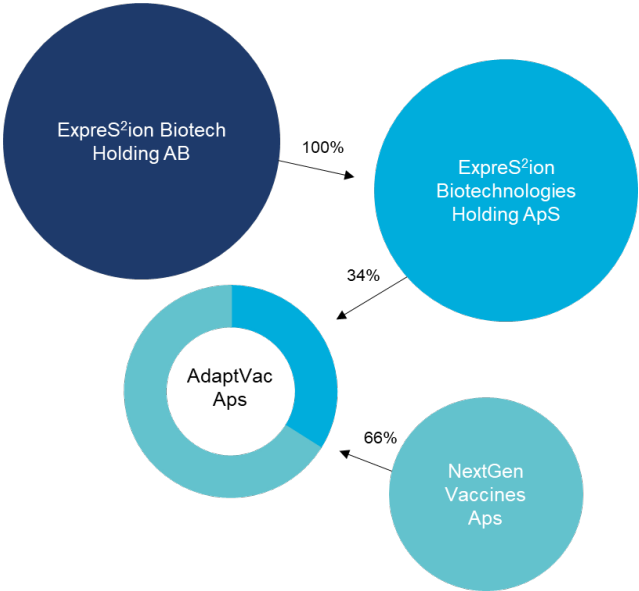 ExpreS²ion Biotech
Holding AB
100%
ExpreS²ion
Biotechnologies
Holding ApS
34%
AdaptVac
Aps
66%
NextGen
Vaccines
Aps